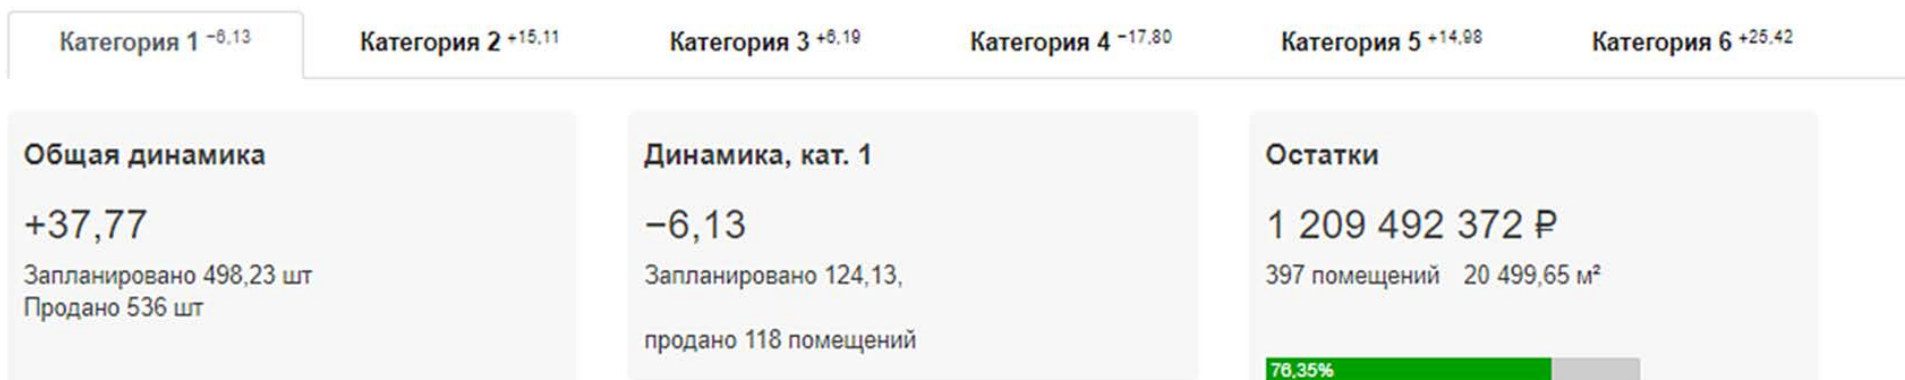 Категория 1 −6,13
Категория 2 +15,11
Категория 3 +6,19
Категория 4 −17,80
Категория 5 +14,98
Категория 6 +25,42
Общая динамика
+37,77
Запланировано 498,23 шт
Продано 536 шт
Динамика, кат. 1
−6,13
Запланировано 124,13,
продано 118 помещений
Остатки
1 209 492 372 ₽
397 помещений 20 499,65 м²
76,35%